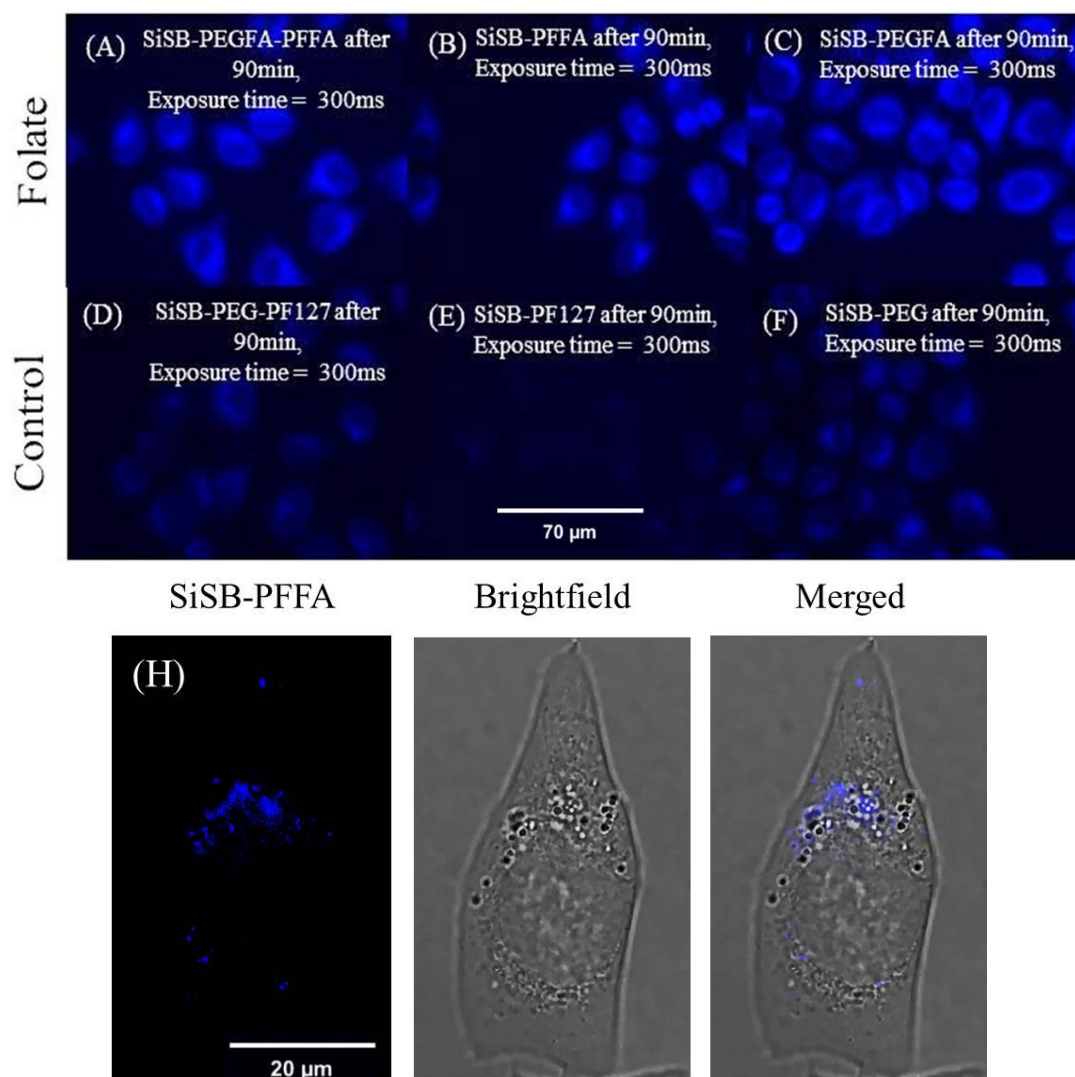 Folate
(A) SiSB-PEGFA-PFFA after
90min,
Exposure time = 300ms
(B) SiSB-PFFA after 90min,
Exposure time = 300ms
(C) SiSB-PEGFA after 90min,
Exposure time = 300ms
Control
(D) SiSB-PEG-PF127 after
90min,
Exposure time = 300ms
(E) SiSB-PF127 after 90min,
Exposure time = 300ms
(F) SiSB-PEG after 90min,
Exposure time = 300ms
70 µm
SiSB-PFFA
Brightfield
Merged
(H)
20 µm